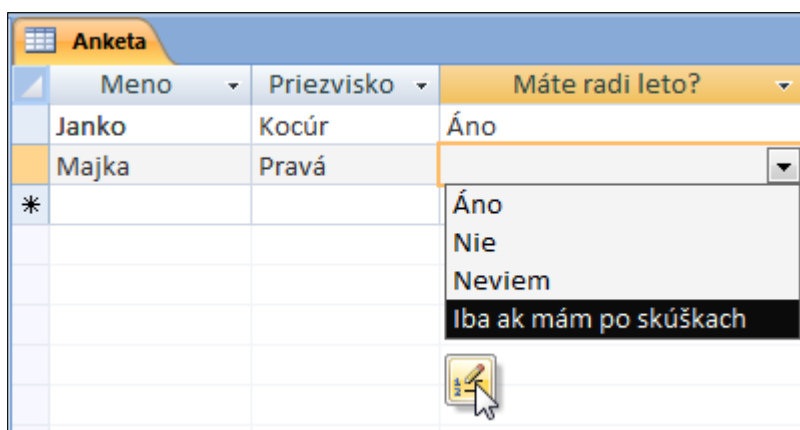 Anketa
Meno Priezvisko Máte radi leto?
Janko Kocúr Áno
Majka Pravá
Áno
Nie
Neviem
Iba ak mám po skúškach